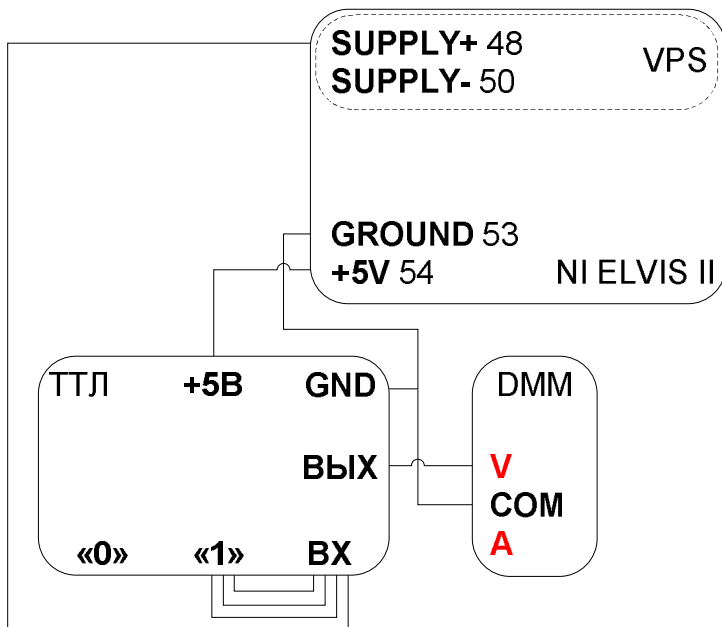 SUPPLY+ 48
SUPPLY- 50
VPS
GROUND 53
+5V 54
NI ELVIS II
ТТЛ
+5В
GND
DMM
ВЫХ
V
COM
A
«0»
«1»
ВХ